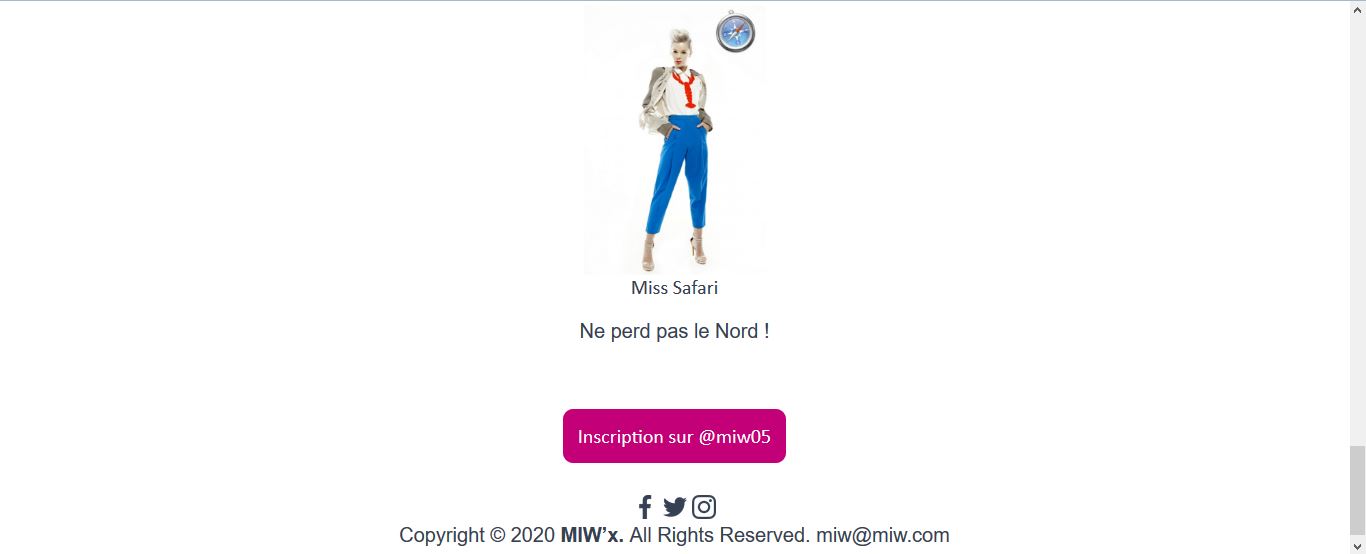 Miss Safari
Ne perd pas le Nord !
Inscription sur @miw05
Copyright © 2020 MIW’x. All Rights Reserved. miw@miw.com